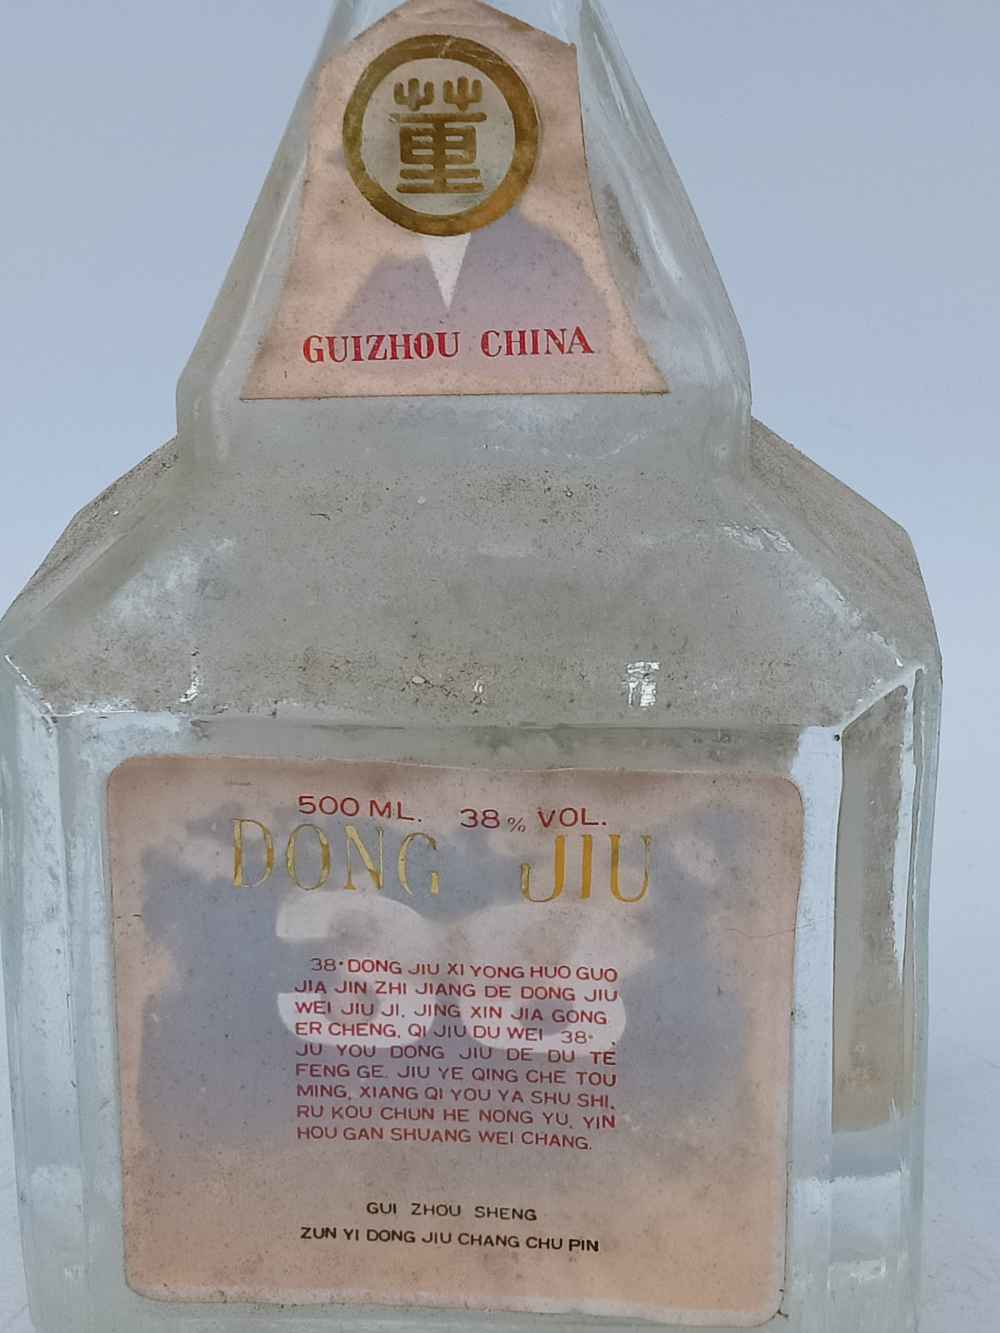 董
GUIZHOU CHINA
500 ML. 38% VOL.
DONG JIU
38° DONG JIU XI YONG HUO GUO
JIA JIN ZHI JIANG DE DONG JIU
WEI JIU JI, JING XIN JIA GONG
ER CHENG, QI JIU DU WEI 38°,
JU YOU DONG JIU DE DU TE
FENG GE. JIU YE QING CHE TOU
MING, XIANG QI YOU YA SHU SHI,
RU KOU CHUN HE NONG YU, YIN
HOU GAN SHUANG WEI CHANG.
GUI ZHOU SHENG
ZUN YI DONG JIU CHANG CHU PIN